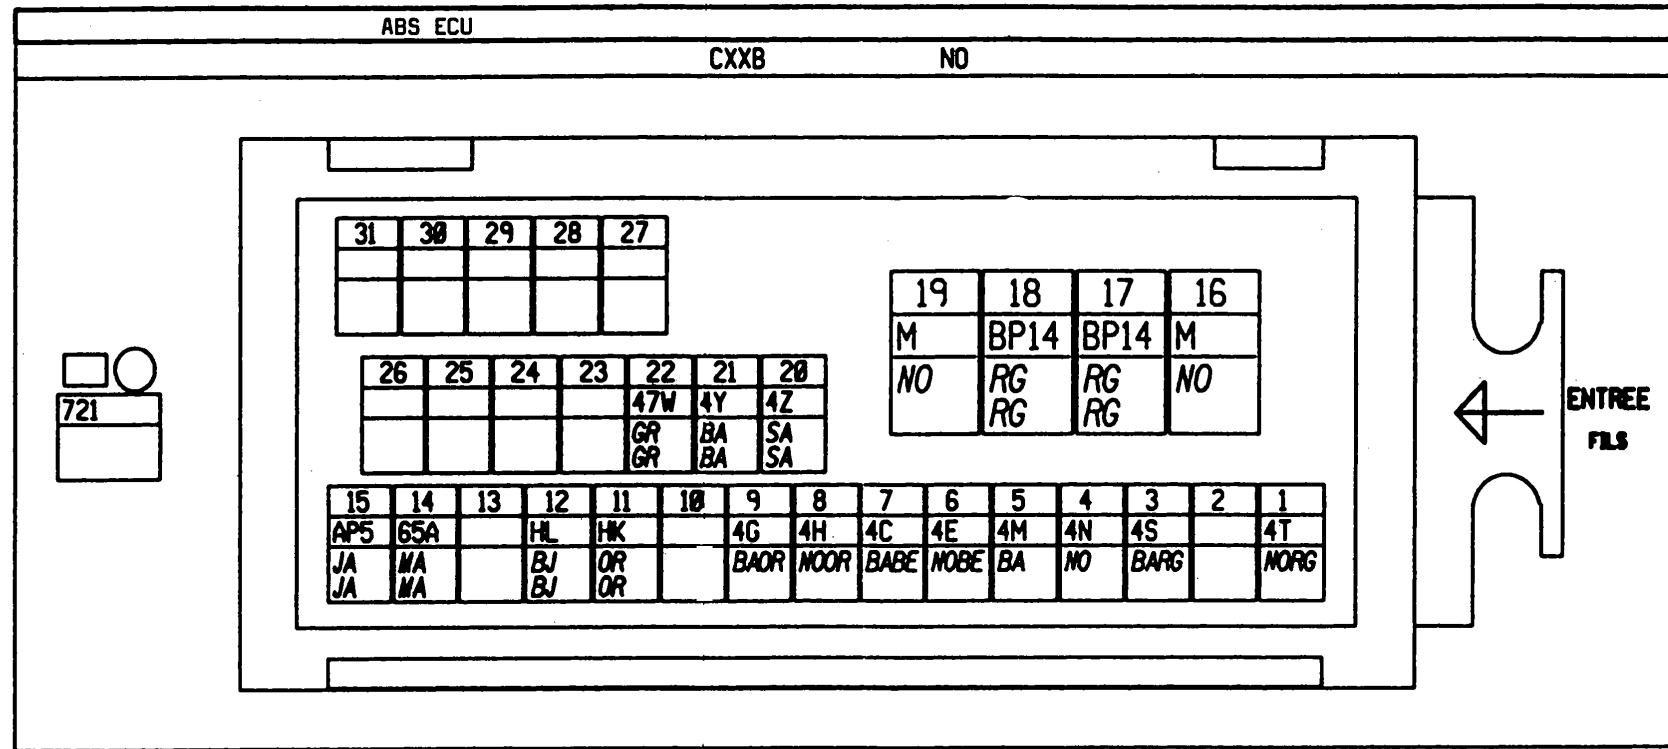 ABS ECU
CXXB NO
31 30 29 28 27
19 18 17 16
M BP14 BP14 M
NO RG RG NO
RG RG
26 25 24 23 22 21 20
47W 4Y 4Z
GR BA SA
GR BA SA
721
ENTREE
FILS
15 14 13 12 11 10 9 8 7 6 5 4 3 2 1
AP5 65A HL HK 4G 4H 4C 4E 4M 4N 4S 4T
JA MA BJ OR BAOR NOOR BABE NOBE BA NO BARG NORG
JA MA BJ OR